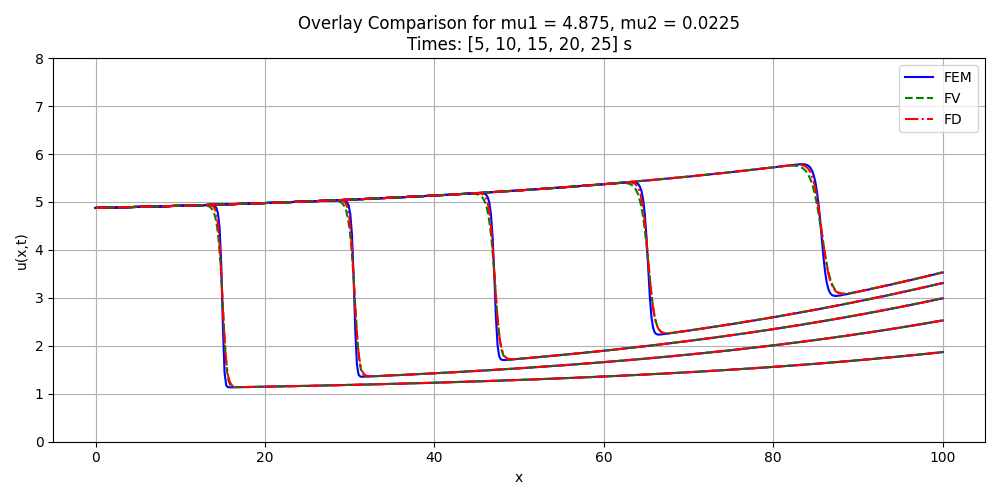 Overlay Comparison for mu1 = 4.875, mu2 = 0.0225
Times: [5, 10, 15, 20, 25] s
8
7
6
5
4
3
2
1
0
u(x,t)
FEM
FV
FD
0 20 40 60 80 100
x